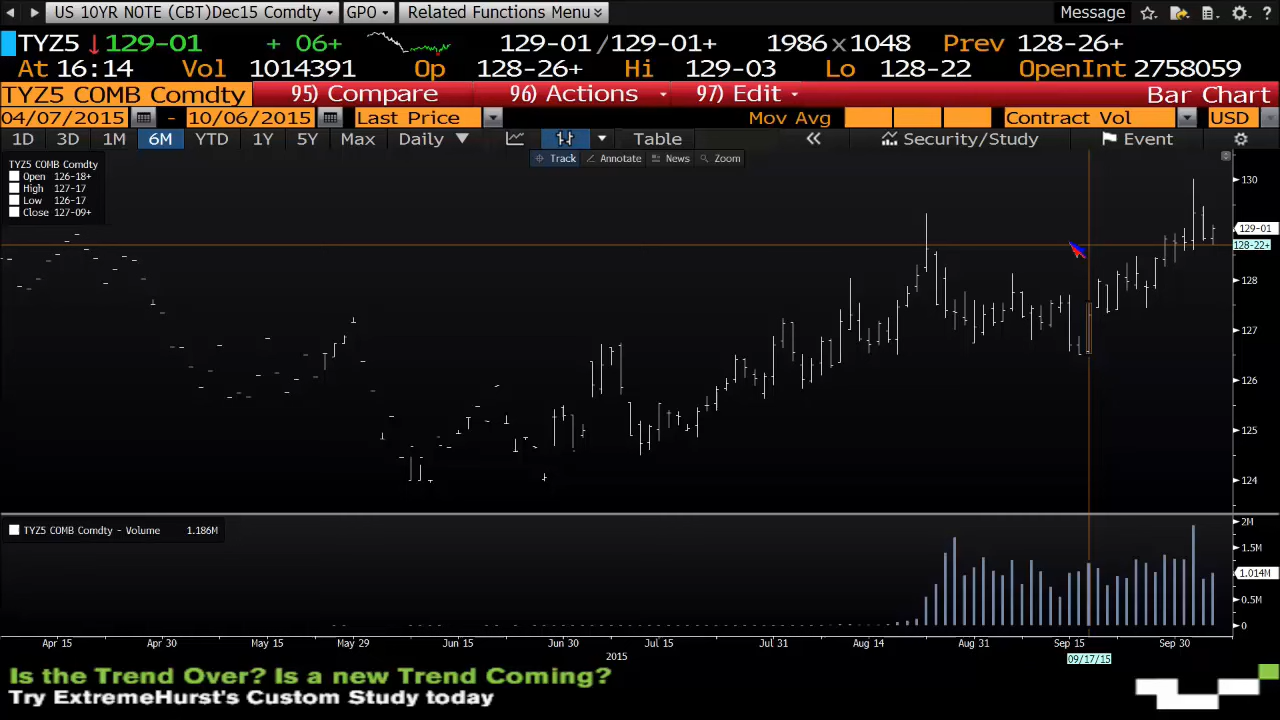 US 10YR NOTE (CBT)Dec15 Comdty GPO Related Functions Menu Message ?
TYZ5 129-01 + 06+ 129-01 /129-01+ 1986 x 1048 Prev 128-26+
At 16:14 Vol 1014391 Op 128-26+ Hi 129-03 Lo 128-22 OpenInt 2758059
TYZ5 COMB Comdty 95) Compare 96) Actions 97) Edit Bar Chart
04/07/2015 - 10/06/2015 Last Price Mov Avg Contract Vol USD
1D 3D 1M 6M YTD 1Y 5Y Max Daily Table Security/Study Event
Track Annotate News Zoom
TYZ5 COMB Comdty
Open 126-18+
High 127-17
Low 126-17
Close 127-09+
130
129-01
128-22+
128
127
126
125
124
TYZ5 COMB Comdty - Volume 1.186M
2M
1.5M
1.014M
0.5M
0
Apr 15 Apr 30 May 15 May 29 Jun 15 Jun 30 Jul 15 Jul 31 Aug 14 Aug 31 Sep 15 Sep 30
2015
09/17/15
Is the Trend Over? Is a new Trend Coming?
Try ExtremeHurst's Custom Study today